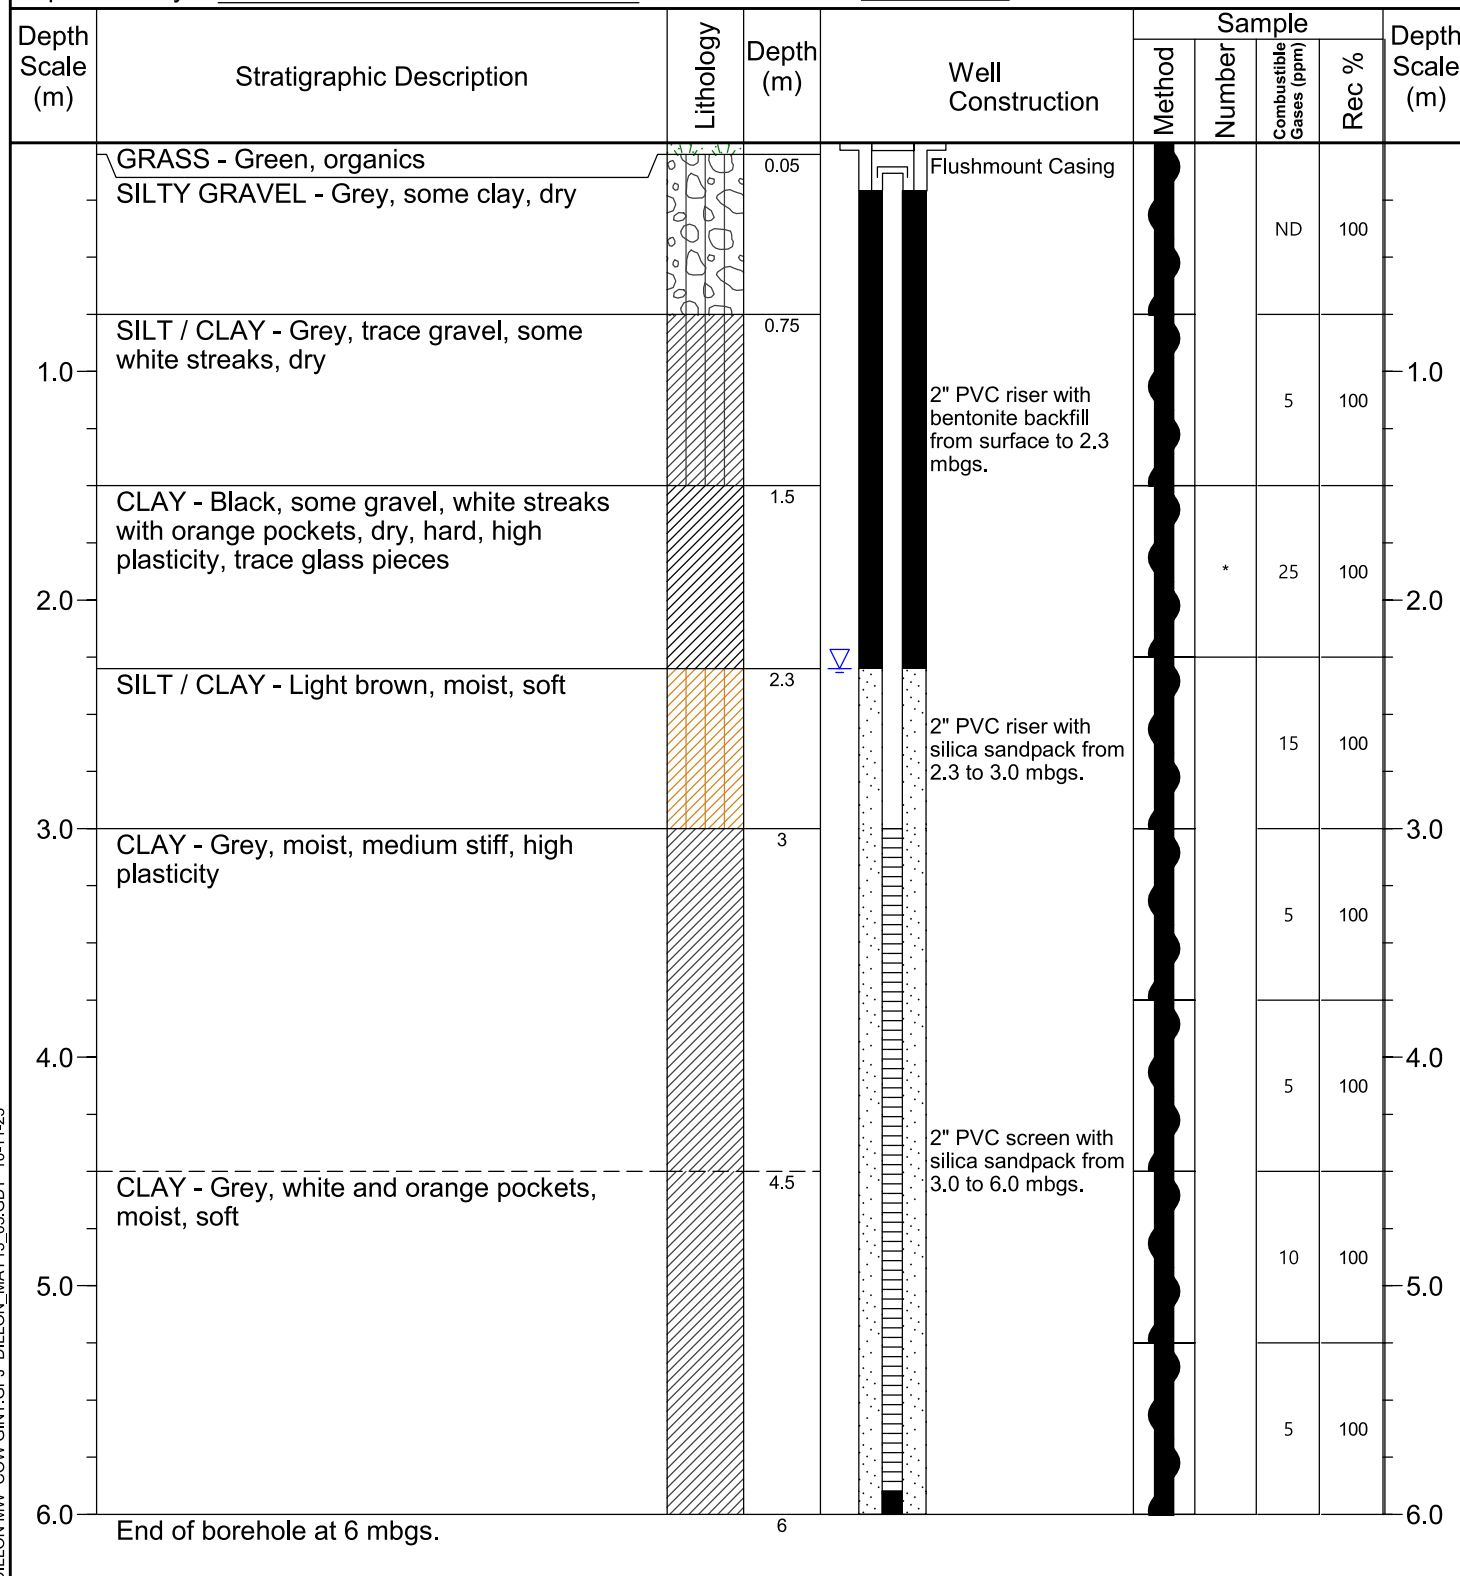 Sample
Depth
Scale
(m)
Stratigraphic Description
Lithology
Depth
(m)
Well
Construction
Method
Number
Combustible
Gases (ppm)
Rec %
Depth
Scale
(m)
GRASS - Green, organics
0.05
Flushmount Casing
SILTY GRAVEL - Grey, some clay, dry
ND 100
SILT / CLAY - Grey, trace gravel, some
white streaks, dry
0.75
1.0
1.0
2" PVC riser with
bentonite backfill
from surface to 2.3
mbgs.
5 100
CLAY - Black, some gravel, white streaks
with orange pockets, dry, hard, high
plasticity, trace glass pieces
1.5
* 25 100
2.0
2.0
SILT / CLAY - Light brown, moist, soft
2.3
2" PVC riser with
silica sandpack from
2.3 to 3.0 mbgs.
15 100
3.0
3.0
CLAY - Grey, moist, medium stiff, high
plasticity
3
5 100
4.0
4.0
5 100
2" PVC screen with
silica sandpack from
3.0 to 6.0 mbgs.
CLAY - Grey, white and orange pockets,
moist, soft
4.5
10 100
5.0
5.0
5 100
6.0
6.0
End of borehole at 6 mbgs.
6